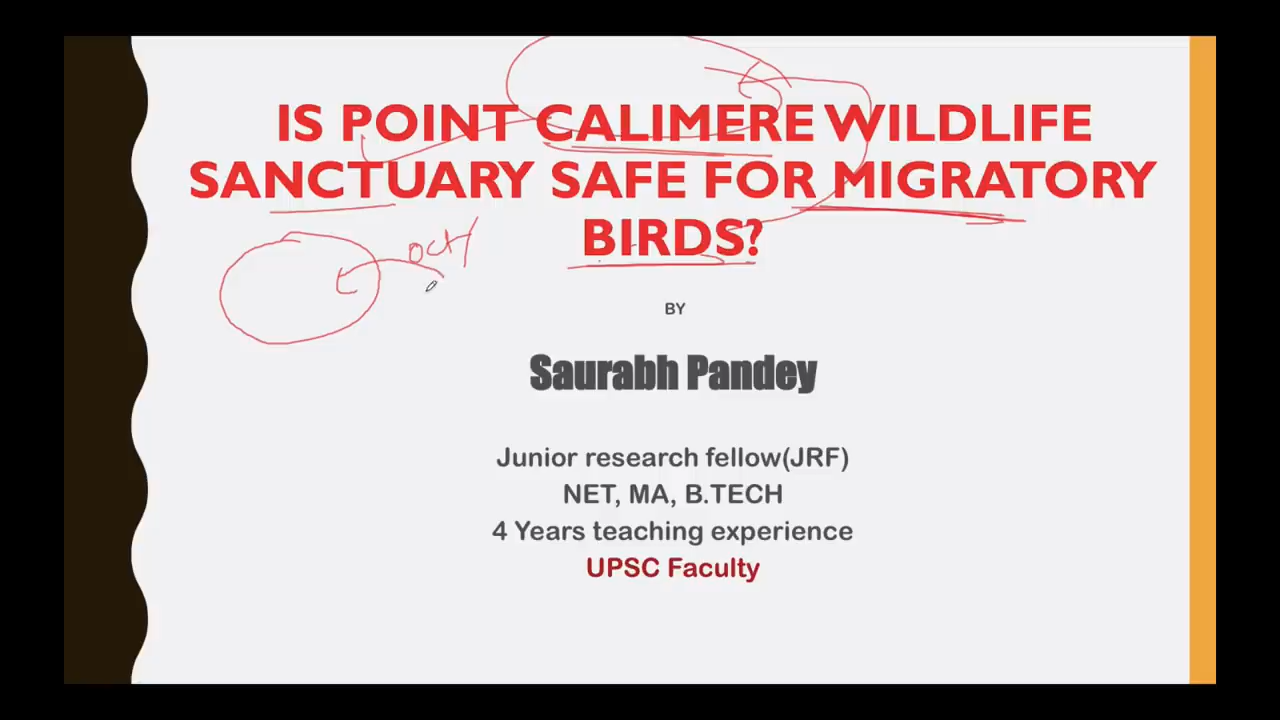 IS POINT CALIMERE WILDLIFE
SANCTUARY SAFE FOR MIGRATORY
BIRDS?
oct/
BY
Saurabh Pandey
Junior research fellow(JRF)
NET, MA, B.TECH
4 Years teaching experience
UPSC Faculty